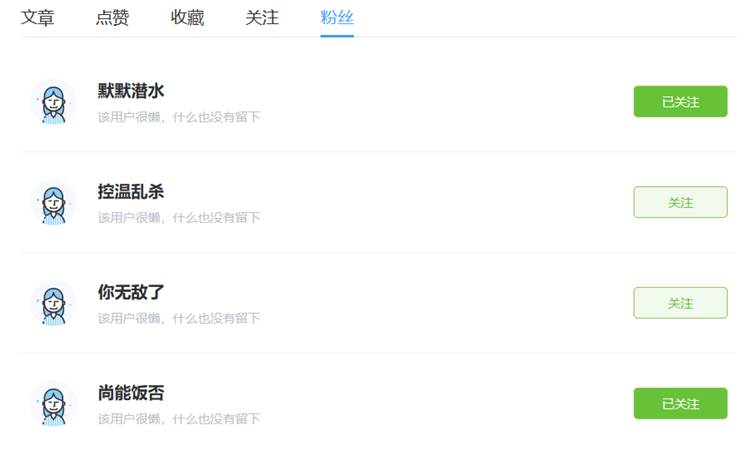 文章 点赞 收藏 关注 粉丝
默默潜水
该用户很懒，什么也没有留下
已关注
控温乱杀
该用户很懒，什么也没有留下
关注
你无敌了
该用户很懒，什么也没有留下
关注
尚能饭否
该用户很懒，什么也没有留下
已关注